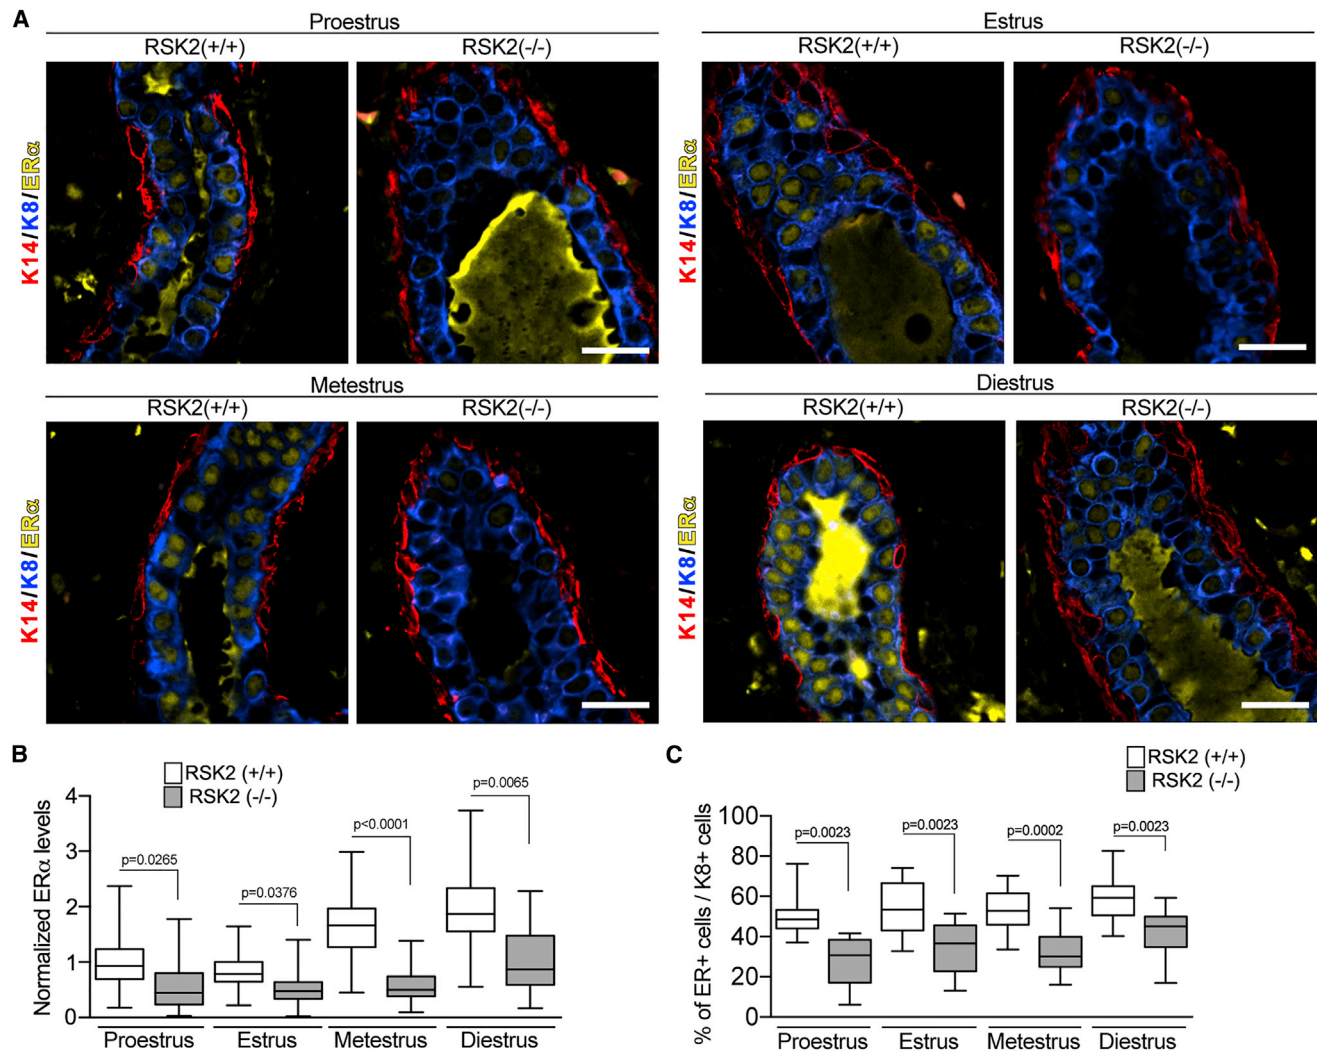 A
Proestrus
Estrus
RSK2(+/+)
RSK2(-/-)
RSK2(+/+)
RSK2(-/-)
K14/K8/ERα
K14/K8/ERα
Metestrus
Diestrus
RSK2(+/+)
RSK2(-/-)
RSK2(+/+)
RSK2(-/-)
K14/K8/ERα
K14/K8/ERα
B
RSK2 (+/+)
RSK2 (-/-)
Normalized ERα levels
4
3
2
1
0
p=0.0265
p=0.0376
p<0.0001
p=0.0065
Proestrus
Estrus
Metestrus
Diestrus
C
RSK2 (+/+)
RSK2 (-/-)
% of ER+ cells / K8+ cells
100
80
60
40
20
0
p=0.0023
p=0.0023
p=0.0002
p=0.0023
Proestrus
Estrus
Metestrus
Diestrus